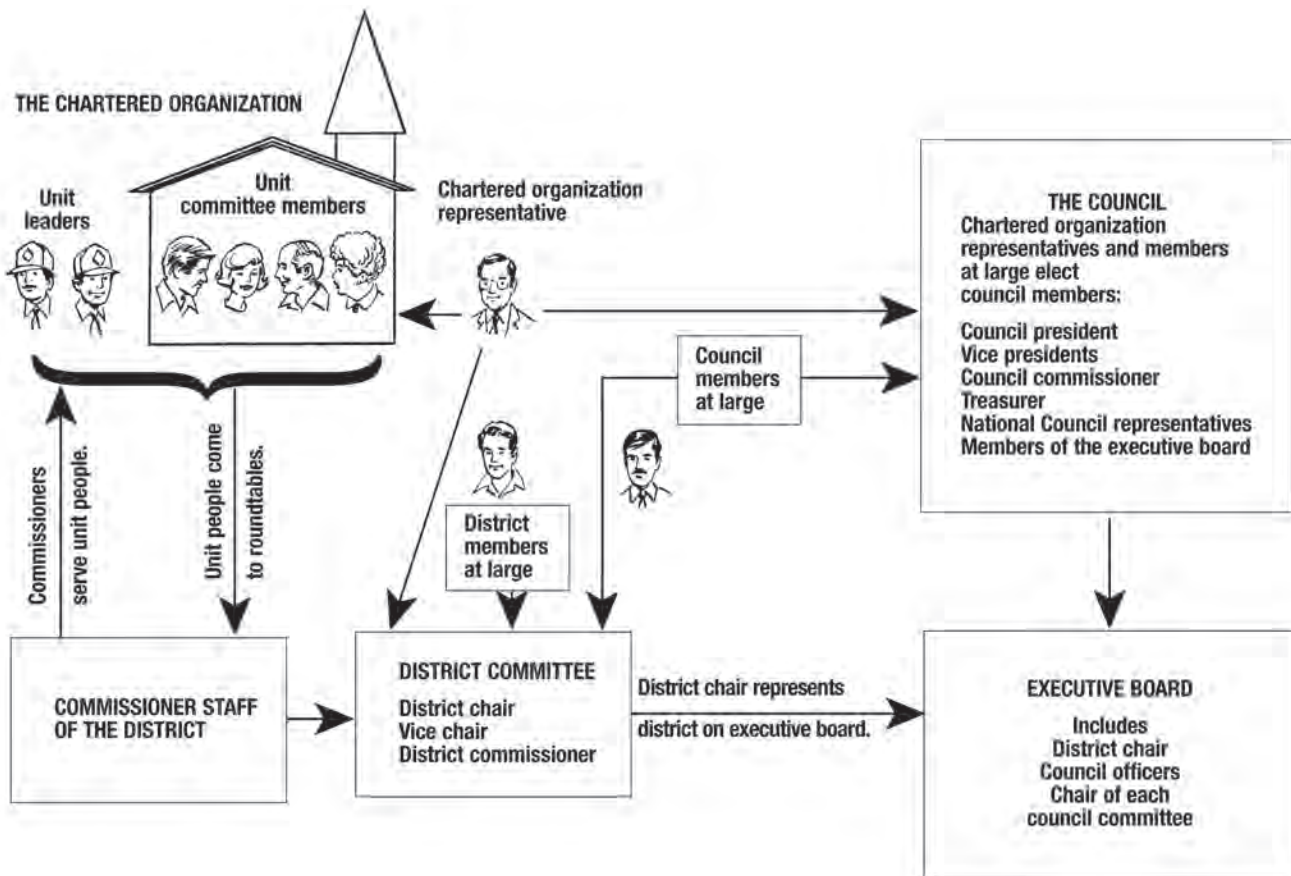 THE CHARTERED ORGANIZATION
Unit
leaders
Unit
committee members
Chartered organization
representative
THE COUNCIL
Chartered organization
representatives and members
at large elect
council members:
Council president
Vice presidents
Council commissioner
Treasurer
National Council representatives
Members of the executive board
Council
members
at large
Commissioners
serve unit people.
Unit people come
to roundtables.
District
members
at large
COMMISSIONER STAFF
OF THE DISTRICT
DISTRICT COMMITTEE
District chair
Vice chair
District commissioner
District chair represents
district on executive board.
EXECUTIVE BOARD
Includes
District chair
Council officers
Chair of each
council committee